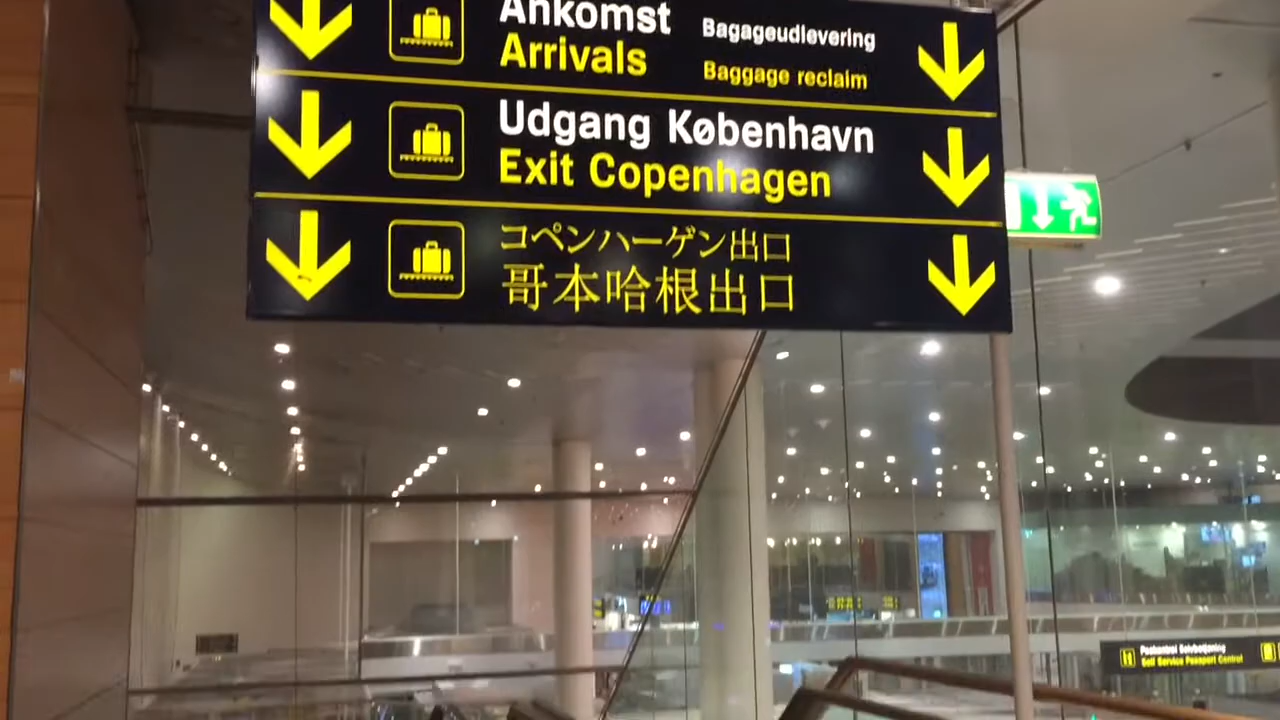 Ankomst
Arrivals
Bagageudlevering
Baggage reclaim
Udgang København
Exit Copenhagen
コペンハーゲン出口
哥本哈根出口
Self Service Passport Control